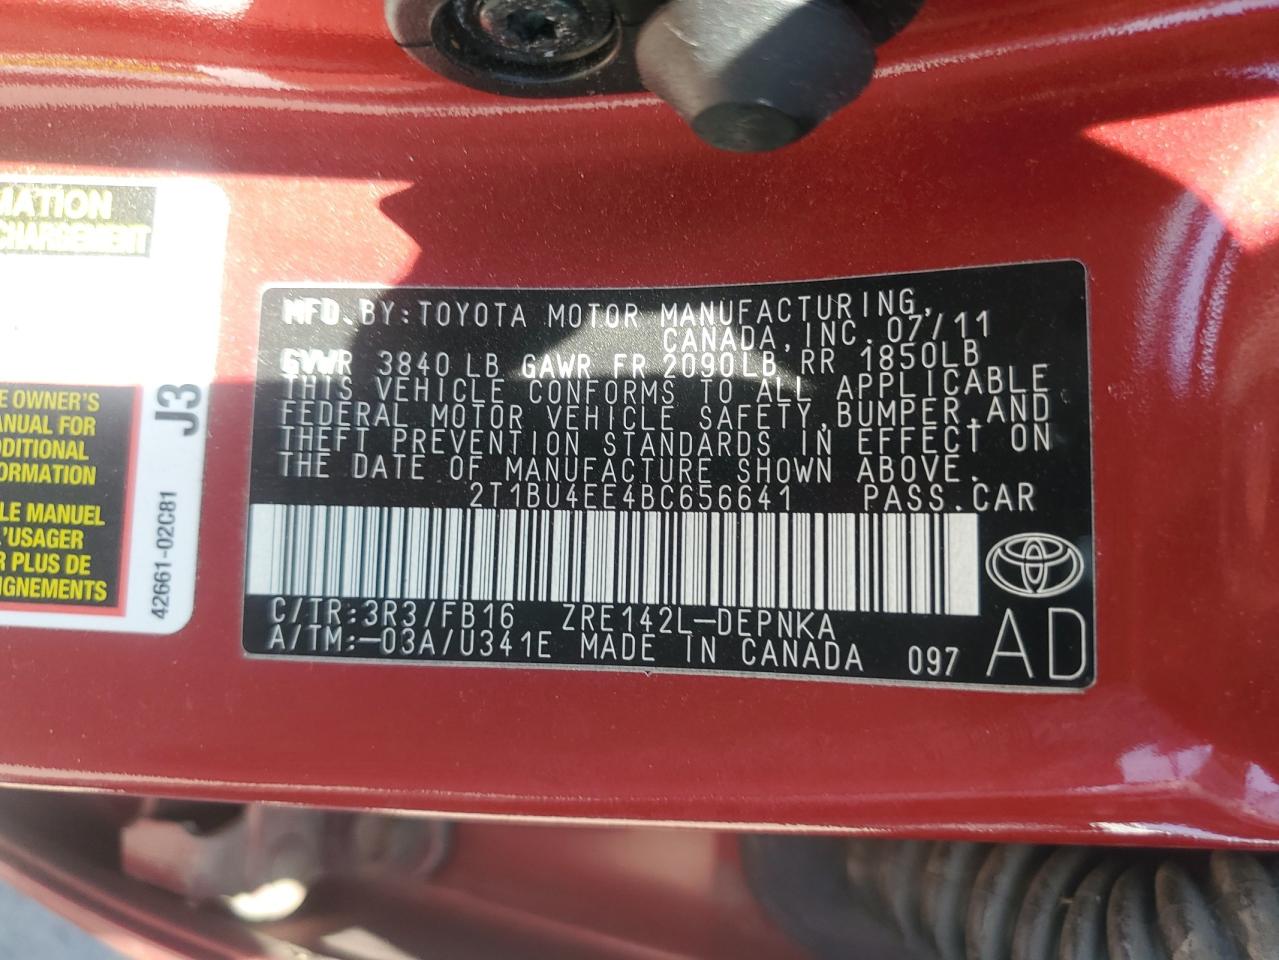 MATION
CHARGEMENT
E OWNER'S
ANUAL FOR
DDITIONAL
FORMATION
LE MANUEL
L'USAGER
R PLUS DE
IGNEMENTS
J3
42661-02C81
MFD. BY: TOYOTA MOTOR MANUFACTURING,
CANADA, INC. 07/11
GVWR 3840 LB GAWR FR 2090LB RR 1850LB
THIS VEHICLE CONFORMS TO ALL APPLICABLE
FEDERAL MOTOR VEHICLE SAFETY, BUMPER, AND
THEFT PREVENTION STANDARDS IN EFFECT ON
THE DATE OF MANUFACTURE SHOWN ABOVE.
2T1BU4EE4BC656641 PASS. CAR
C/TR:3R3/FB16 ZRE142L-DEPNKA
A/TM:-03A/U341E MADE IN CANADA 097 AD